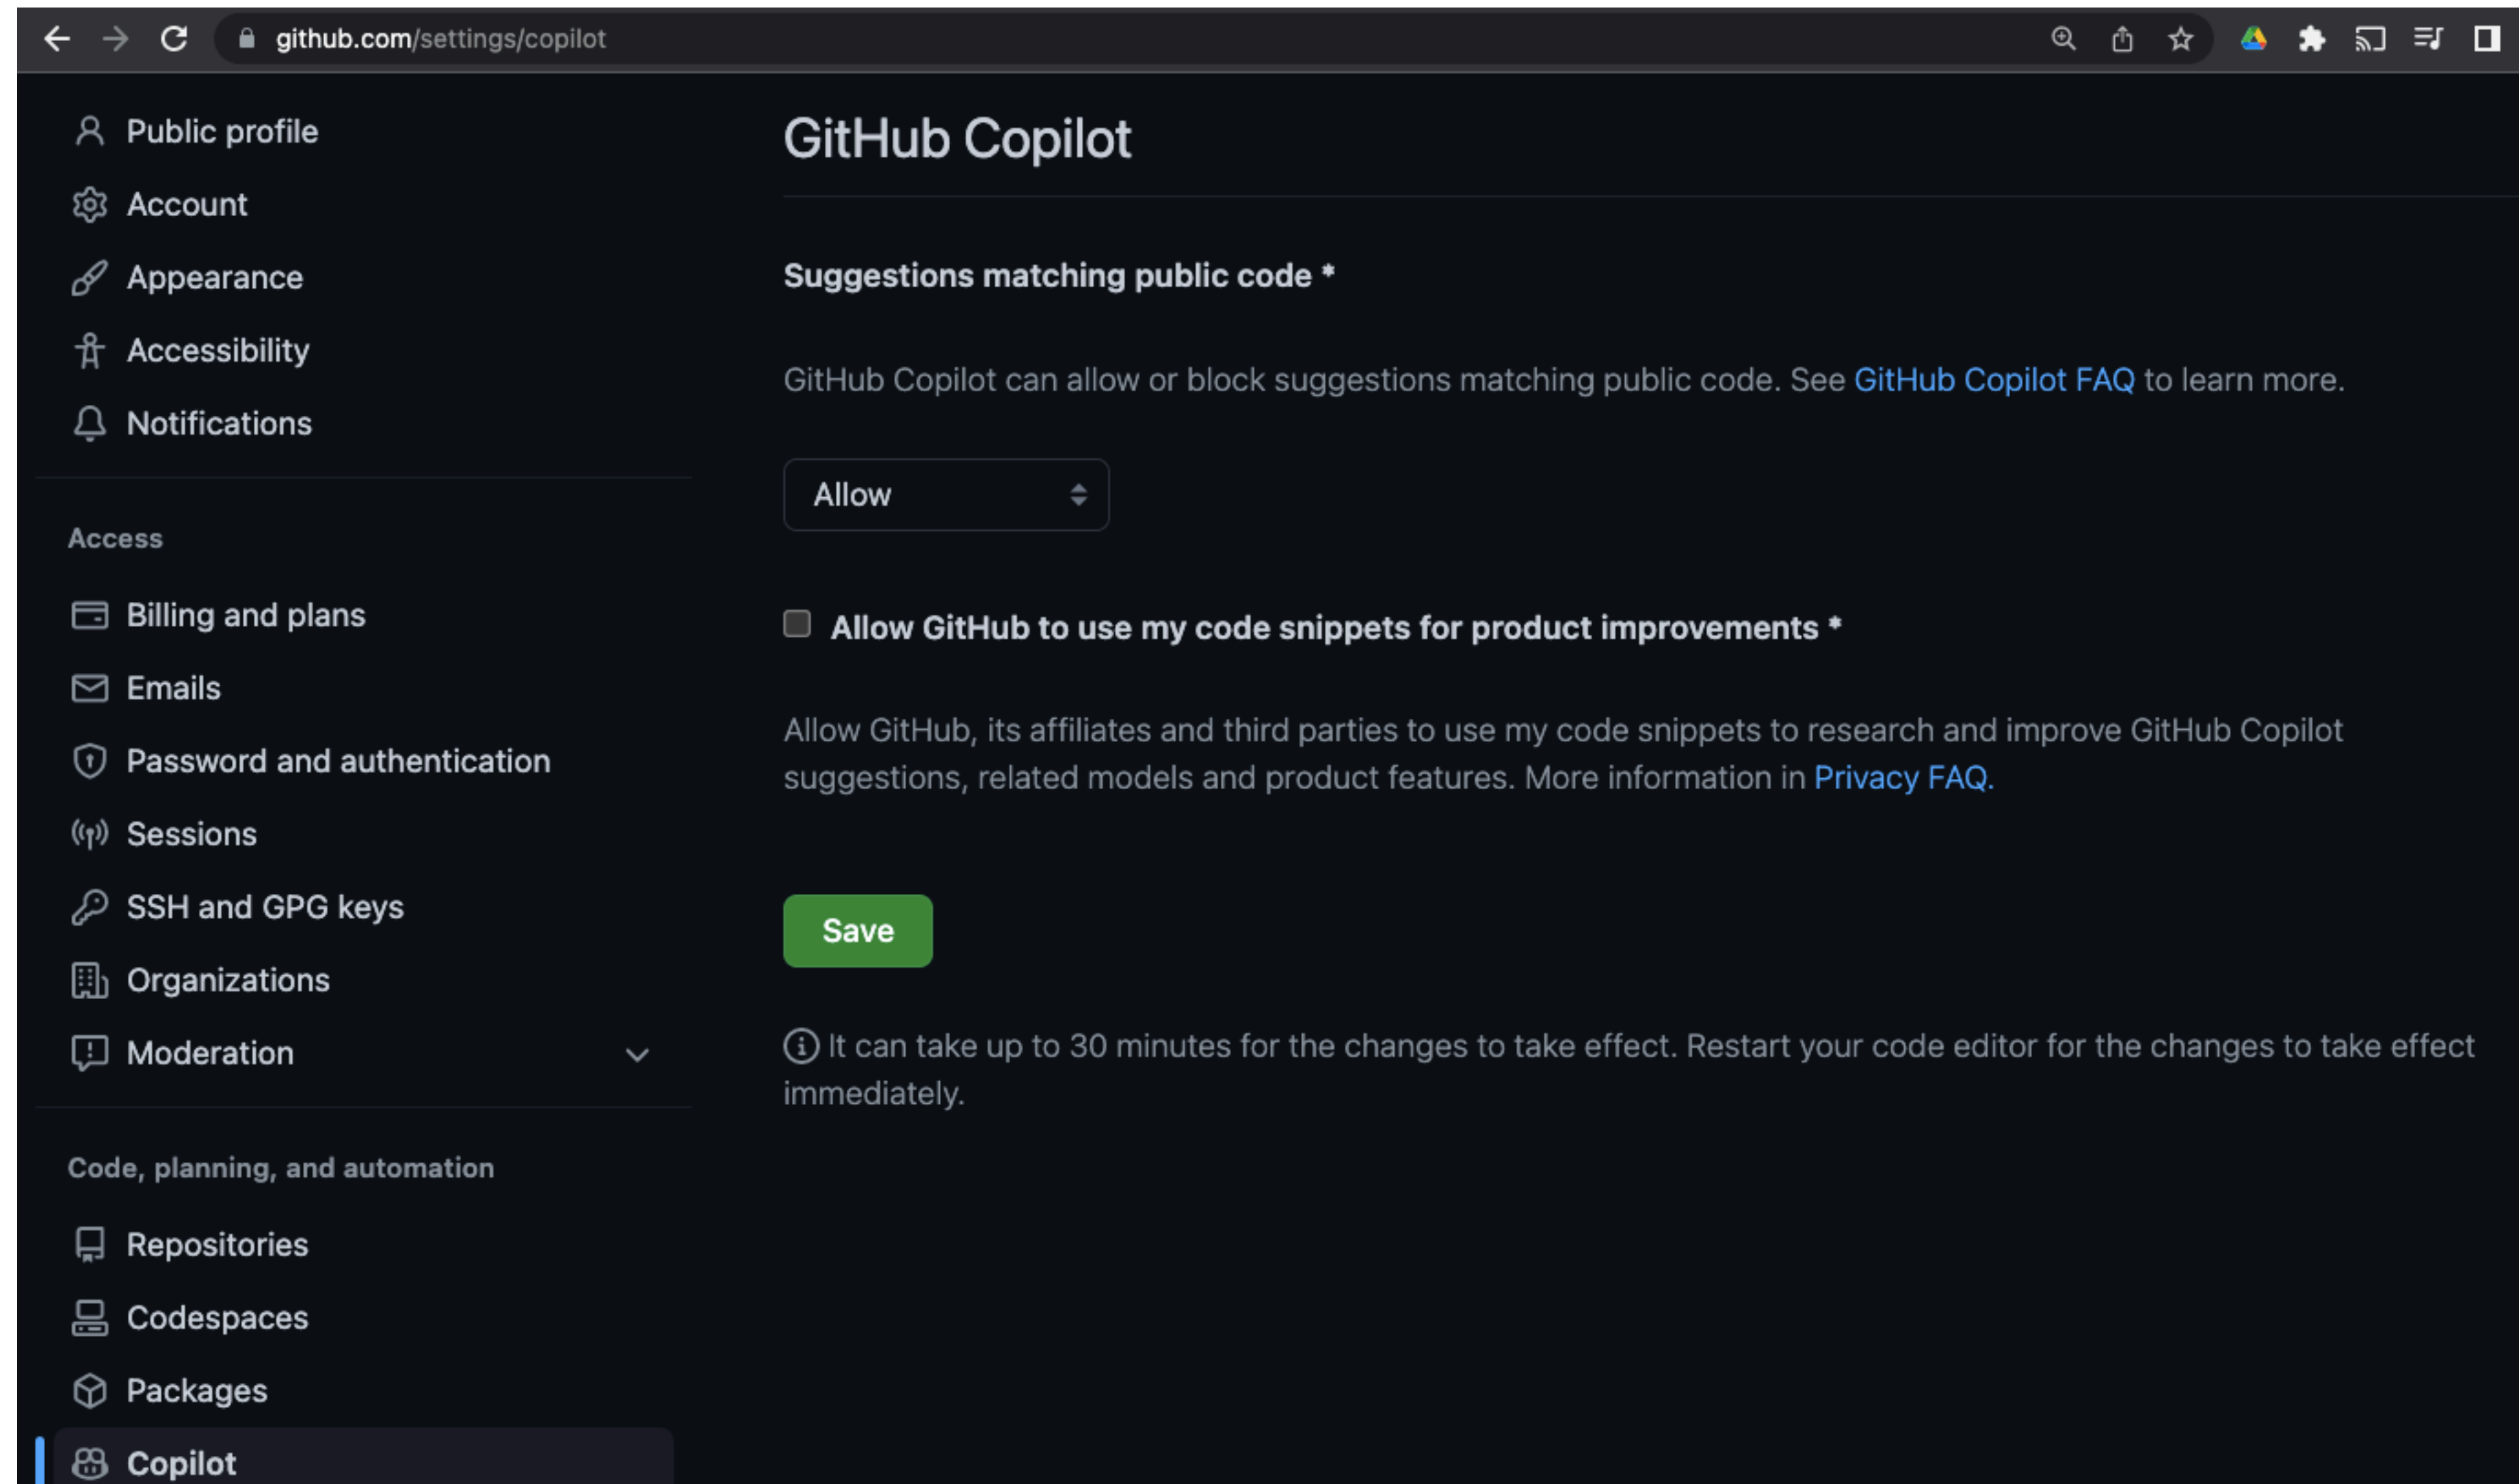 github.com/settings/copilot
Public profile
Account
Appearance
Accessibility
Notifications
Access
Billing and plans
Emails
Password and authentication
Sessions
SSH and GPG keys
Organizations
Moderation
Code, planning, and automation
Repositories
Codespaces
Packages
Copilot
GitHub Copilot
Suggestions matching public code *
GitHub Copilot can allow or block suggestions matching public code. See GitHub Copilot FAQ to learn more.
Allow
Allow GitHub to use my code snippets for product improvements *
Allow GitHub, its affiliates and third parties to use my code snippets to research and improve GitHub Copilot
suggestions, related models and product features. More information in Privacy FAQ.
Save
It can take up to 30 minutes for the changes to take effect. Restart your code editor for the changes to take effect
immediately.